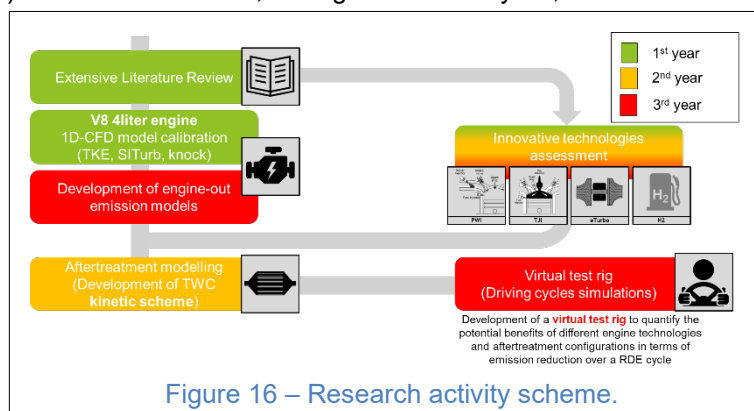 1st year
2nd year
3rd year
Extensive Literature Review
V8 4liter engine
1D-CFD model calibration
(TKE, SITurb, knock)
Innovative technologies
assessment
Development of engine-out
emission models
PWI
TJI
eTurbo
H2
H2
Aftertreatment modelling
(Development of TWC
kinetic scheme)
Virtual test rig
(Driving cycles simulations)
Development of a virtual test rig to quantify the
potential benefits of different engine technologies
and aftertreatment configurations in terms of
emission reduction over a RDE cycle
Figure 16 – Research activity scheme.